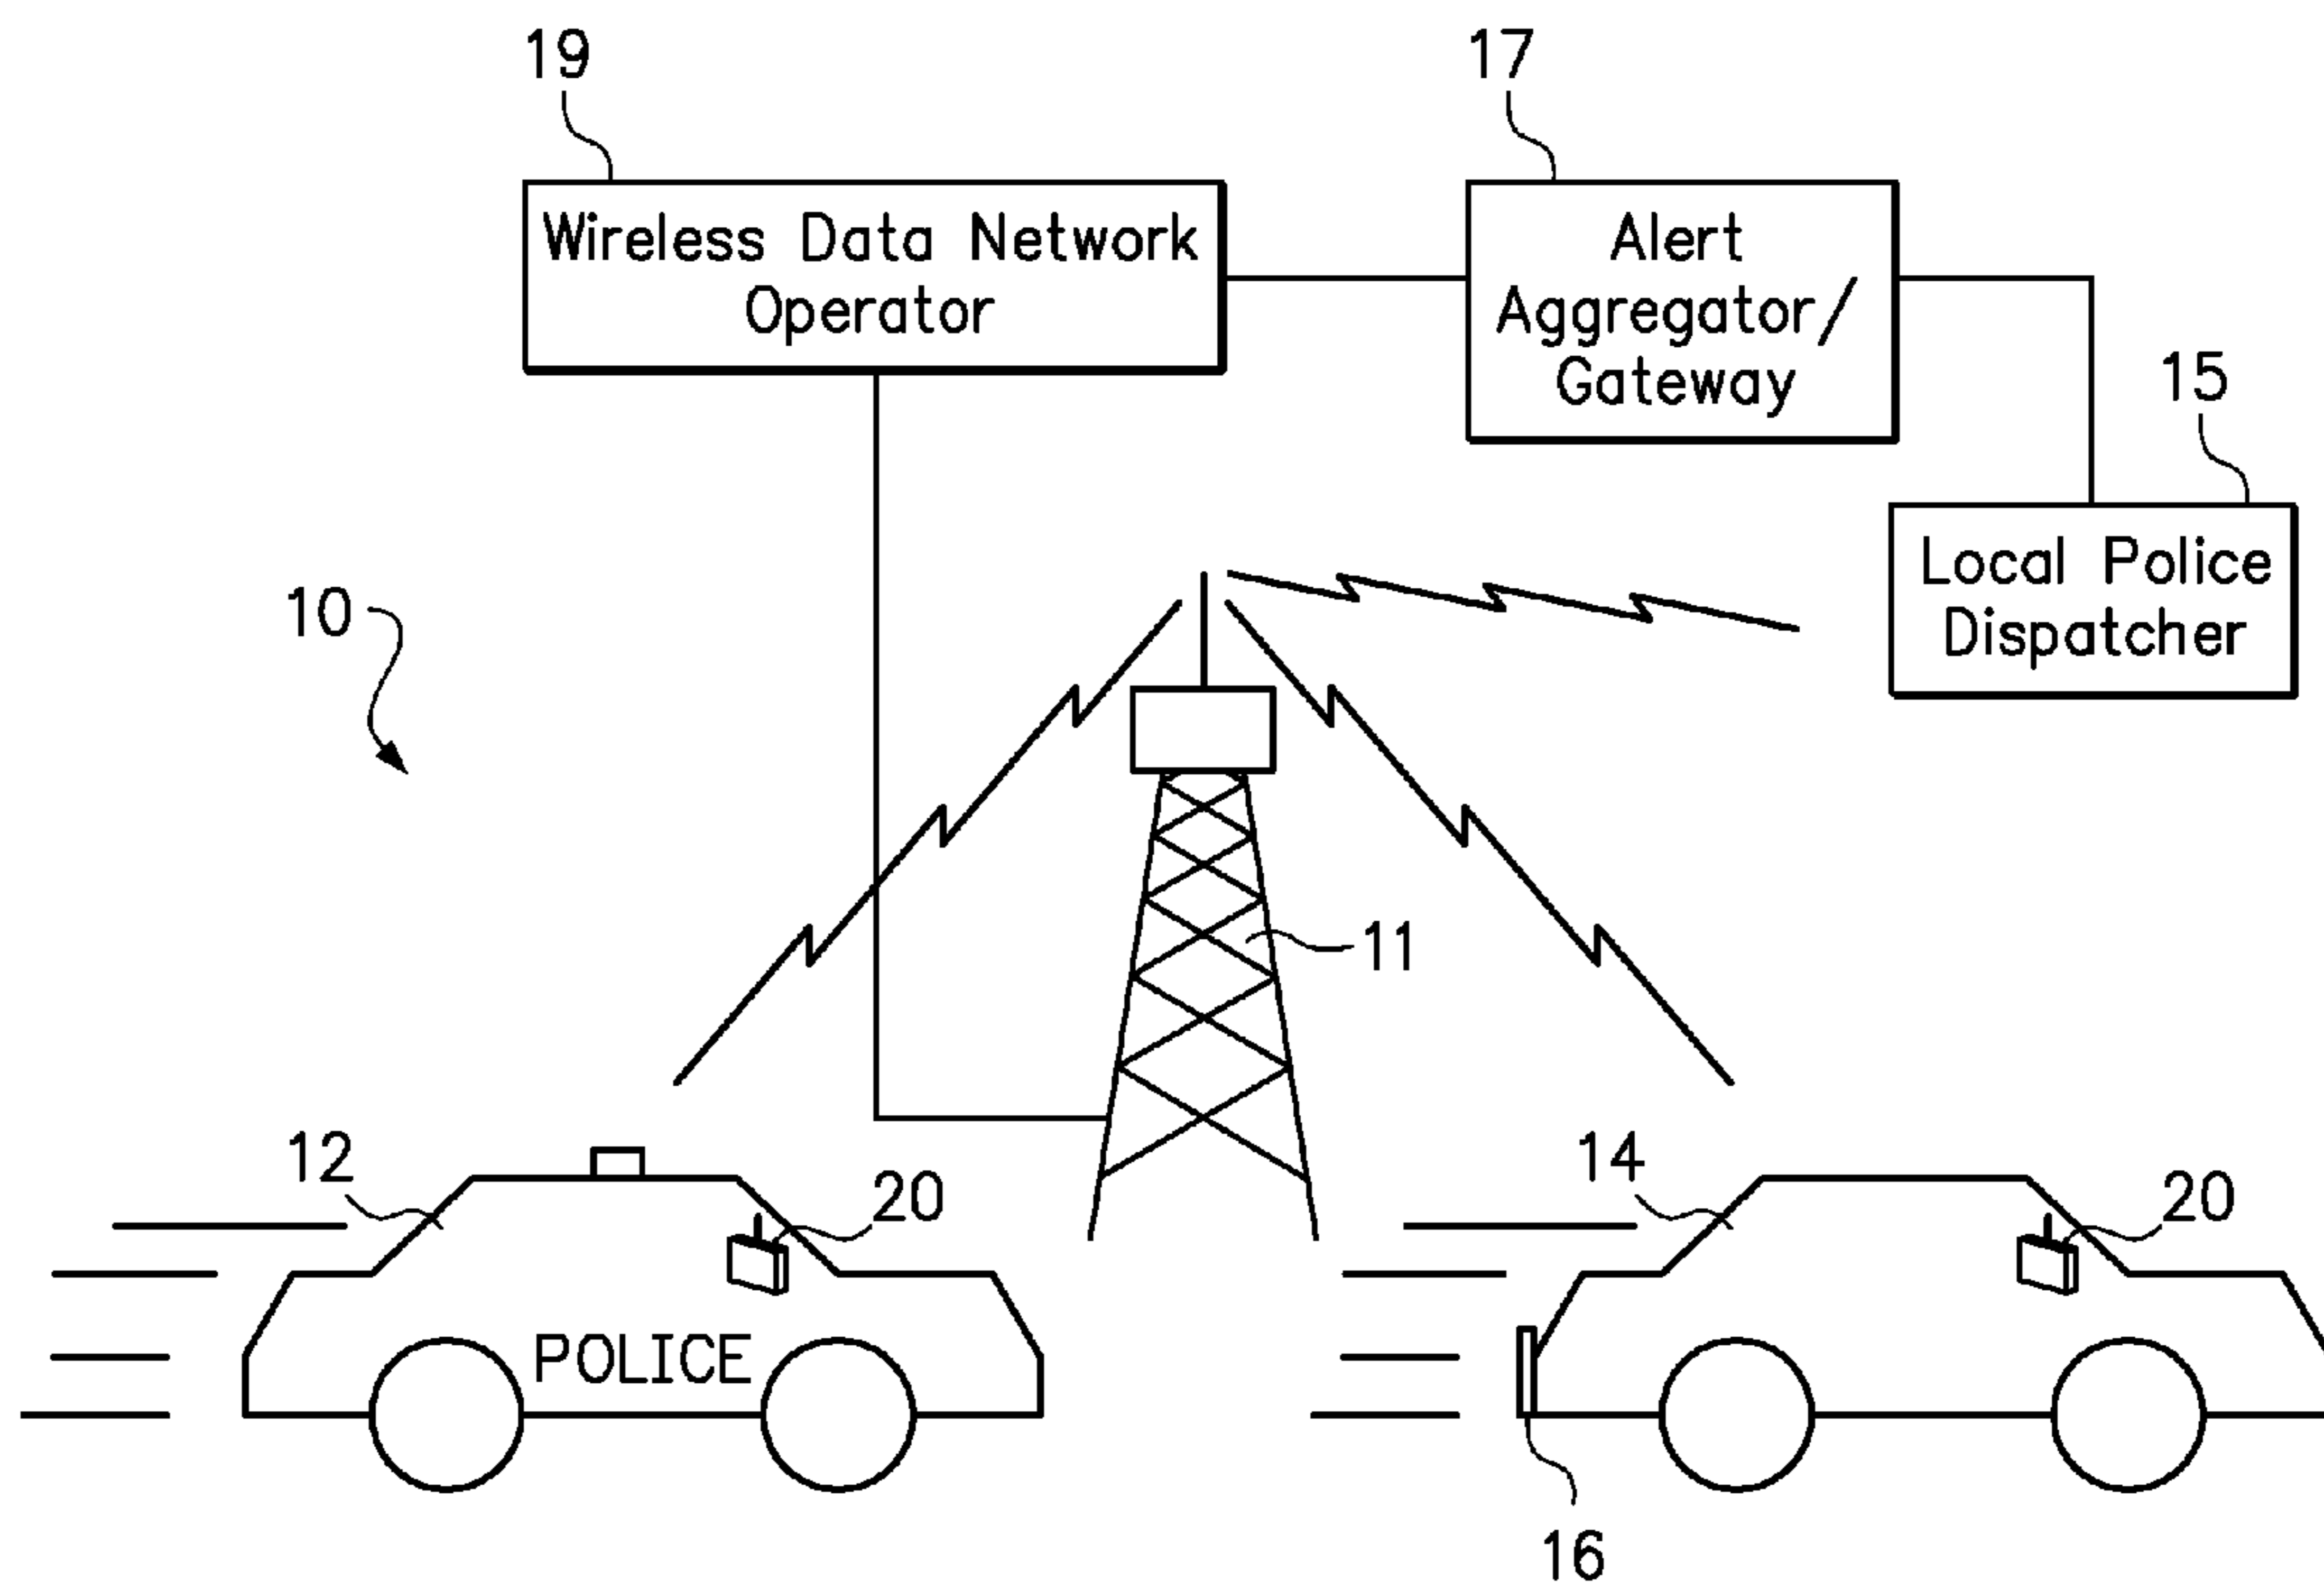 19
17
Wireless Data Network
Operator
Alert
Aggregator/
Gateway
15
Local Police
Dispatcher
10
11
12
20
14
20
POLICE
16